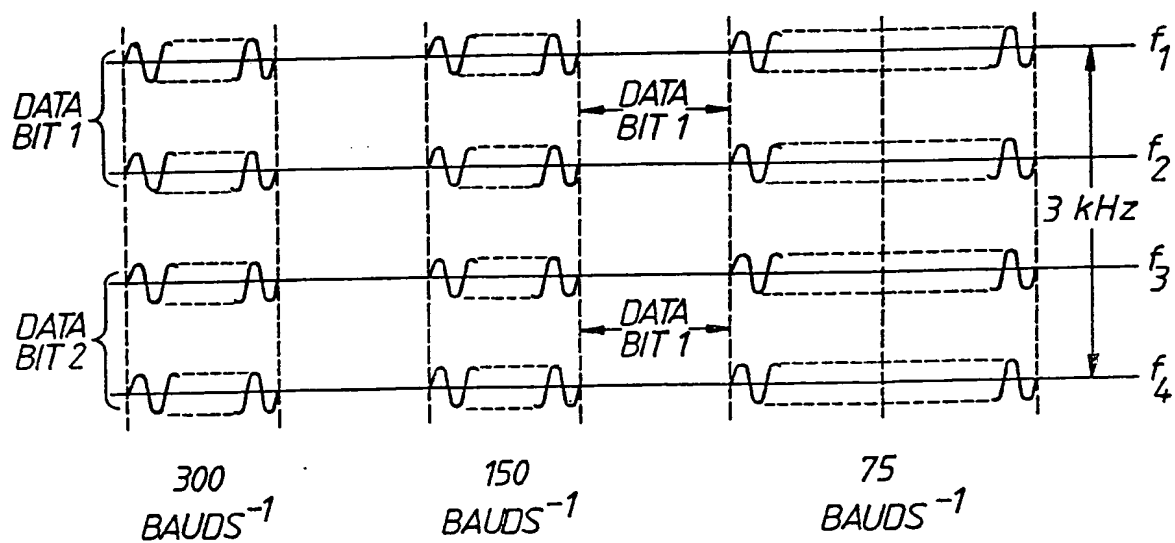 f1
DATA
BIT 1
DATA
BIT 1
f2
3 kHz
f3
DATA
BIT 2
DATA
BIT 1
f4
300
BAUDS⁻¹
150
BAUDS⁻¹
75
BAUDS⁻¹